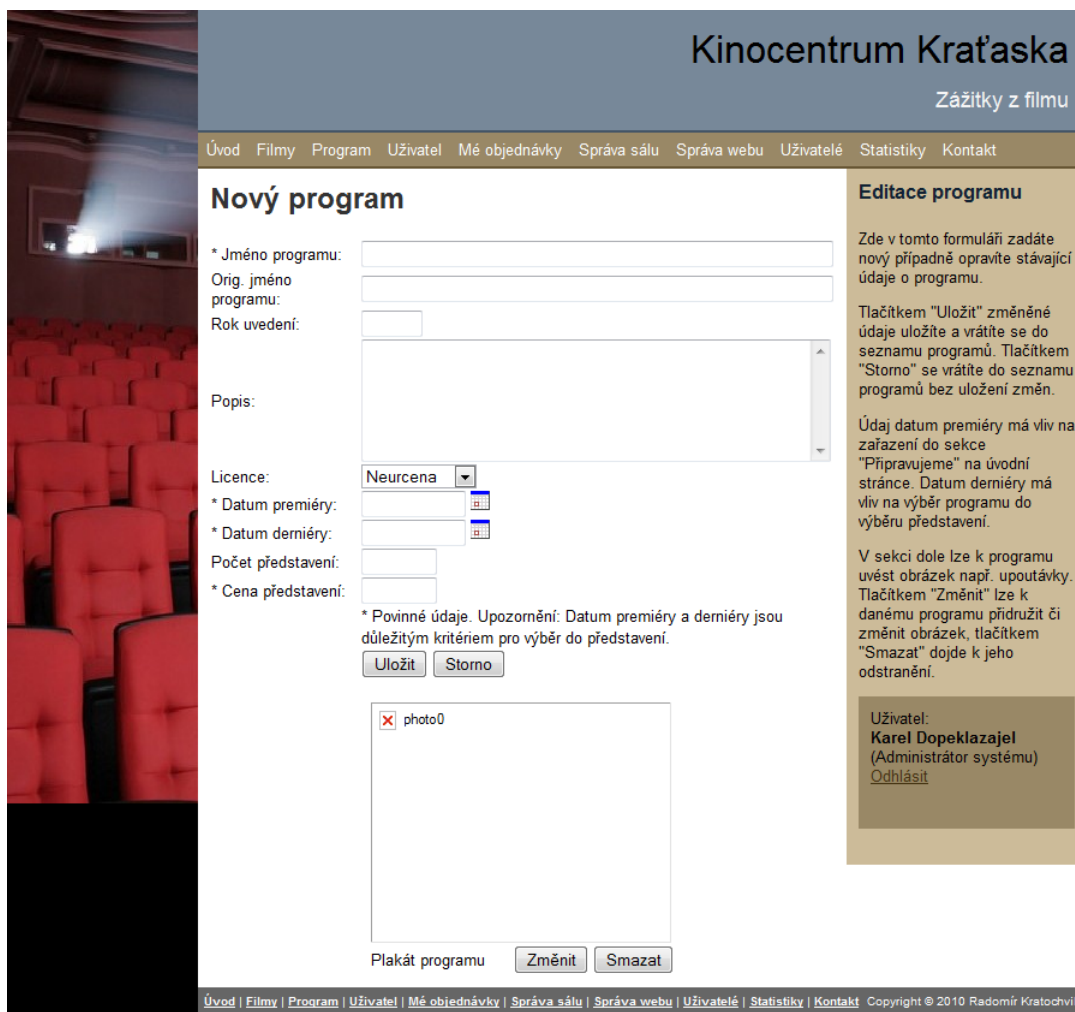 Kinocentrum Kraťaska
Zážitky z filmu
Úvod Filmy Program Uživatel Mé objednávky Správa sálu Správa webu Uživatelé Statistiky Kontakt
Nový program
* Jméno programu:
Orig. jméno
programu:
Rok uvedení:
Popis:
Licence: Neurcena
* Datum premiéry:
* Datum derniéry:
Počet představení:
* Cena představení:
* Povinné údaje. Upozornění: Datum premiéry a derniéry jsou
důležitým kritériem pro výběr do představení.
Uložit Storno
photo0
Plakát programu Změnit Smazat
Editace programu
Zde v tomto formuláři zadáte
nový případně opravíte stávající
údaje o programu.
Tlačítkem "Uložit" změněné
údaje uložíte a vrátíte se do
seznamu programů. Tlačítkem
"Storno" se vrátíte do seznamu
programů bez uložení změn.
Údaj datum premiéry má vliv na
zařazení do sekce
"Připravujeme" na úvodní
stránce. Datum derniéry má
vliv na výběr programu do
výběru představení.
V sekci dole lze k programu
uvést obrázek např. upoutávky.
Tlačítkem "Změnit" lze k
danému programu přidružit či
změnit obrázek, tlačítkem
"Smazat" dojde k jeho
odstranění.
Uživatel:
Karel Dopeklazajel
(Administrátor systému)
Odhlásit
Úvod | Filmy | Program | Uživatel | Mé objednávky | Správa sálu | Správa webu | Uživatelé | Statistiky | Kontakt Copyright © 2010 Radomír Kratochvíl